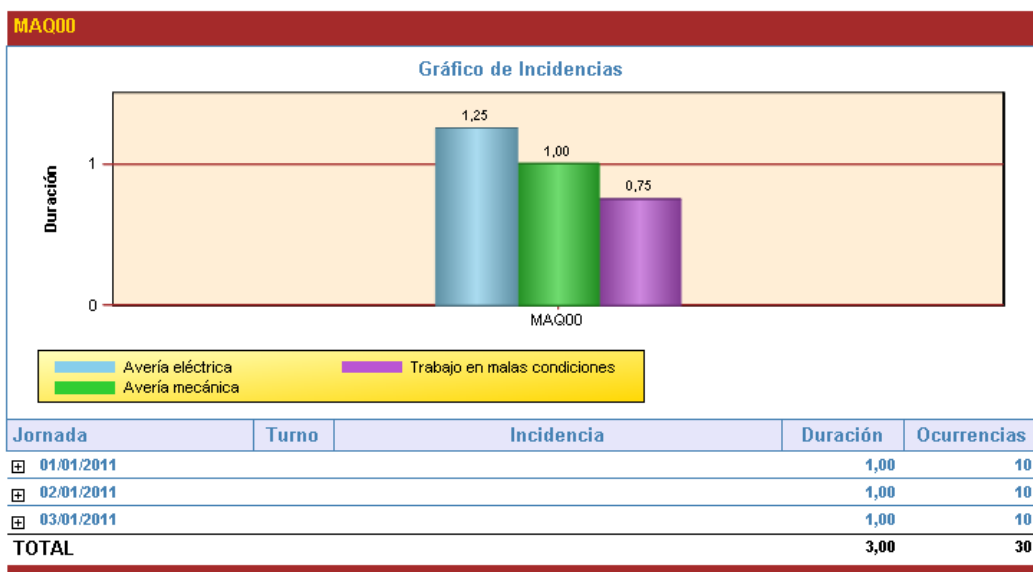 MAQ00
Gráfico de Incidencias
1,25
1,00
0,75
1
0
Duración
MAQ00
Avería eléctrica Trabajo en malas condiciones
Avería mecánica
Jornada Turno Incidencia Duración Ocurrencias
01/01/2011 1,00 10
02/01/2011 1,00 10
03/01/2011 1,00 10
TOTAL 3,00 30